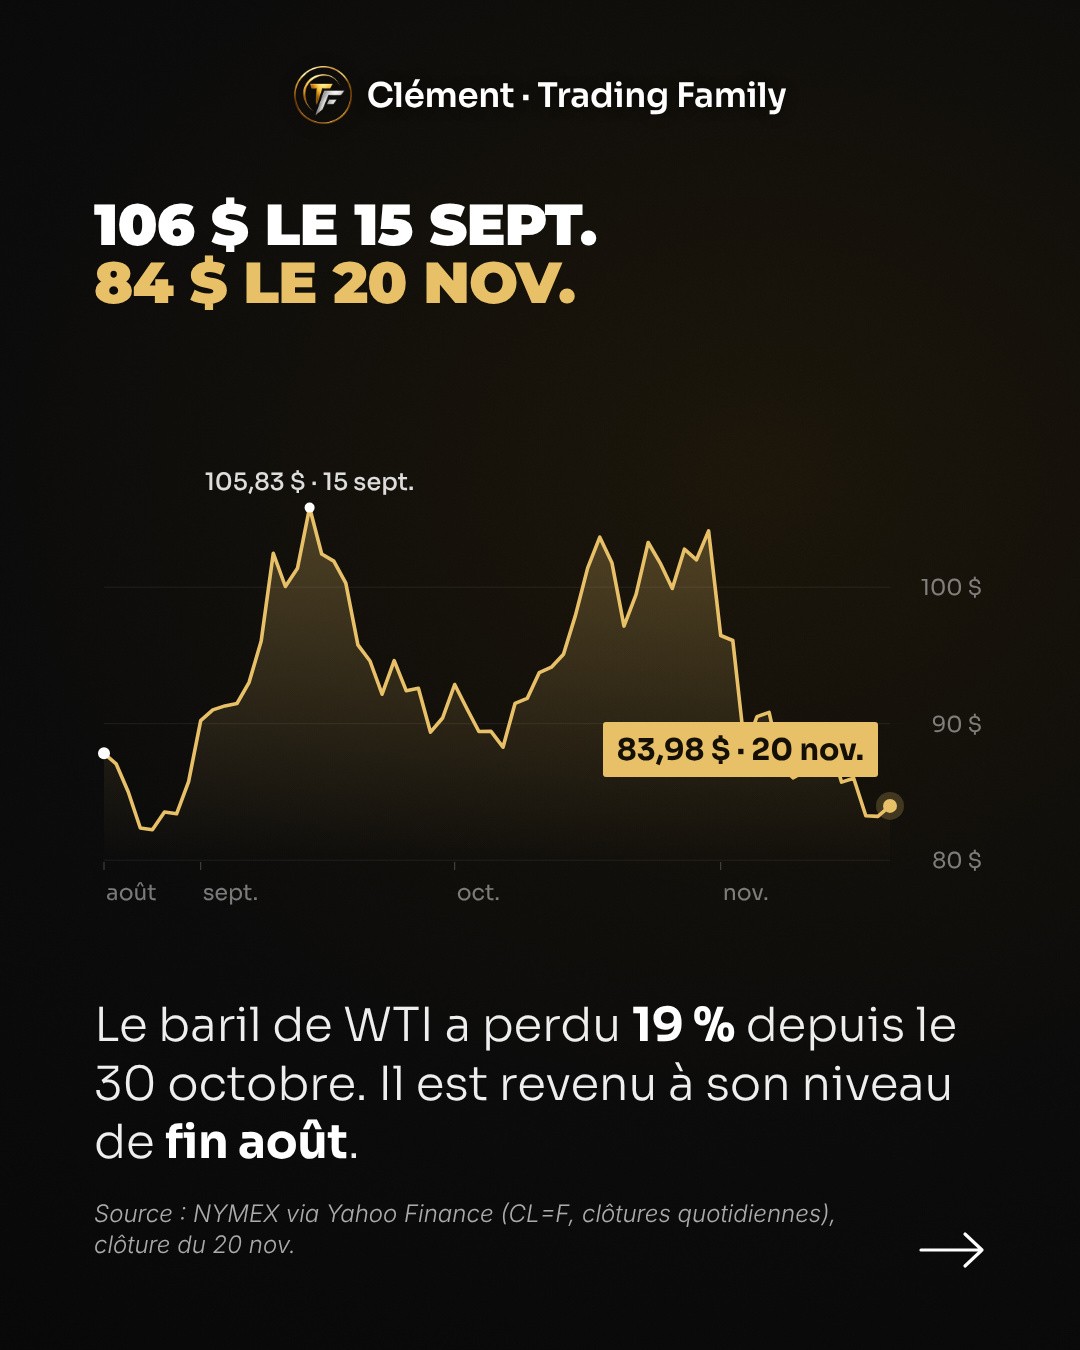 TF
Clément · Trading Family
106 $ LE 15 SEPT.
84 $ LE 20 NOV.
105,83 $ · 15 sept.
100 $
90 $
83,98 $ · 20 nov.
80 $
août sept. oct. nov.
Le baril de WTI a perdu 19 % depuis le
30 octobre. Il est revenu à son niveau
de fin août.
Source : NYMEX via Yahoo Finance (CL=F, clôtures quotidiennes),
clôture du 20 nov.